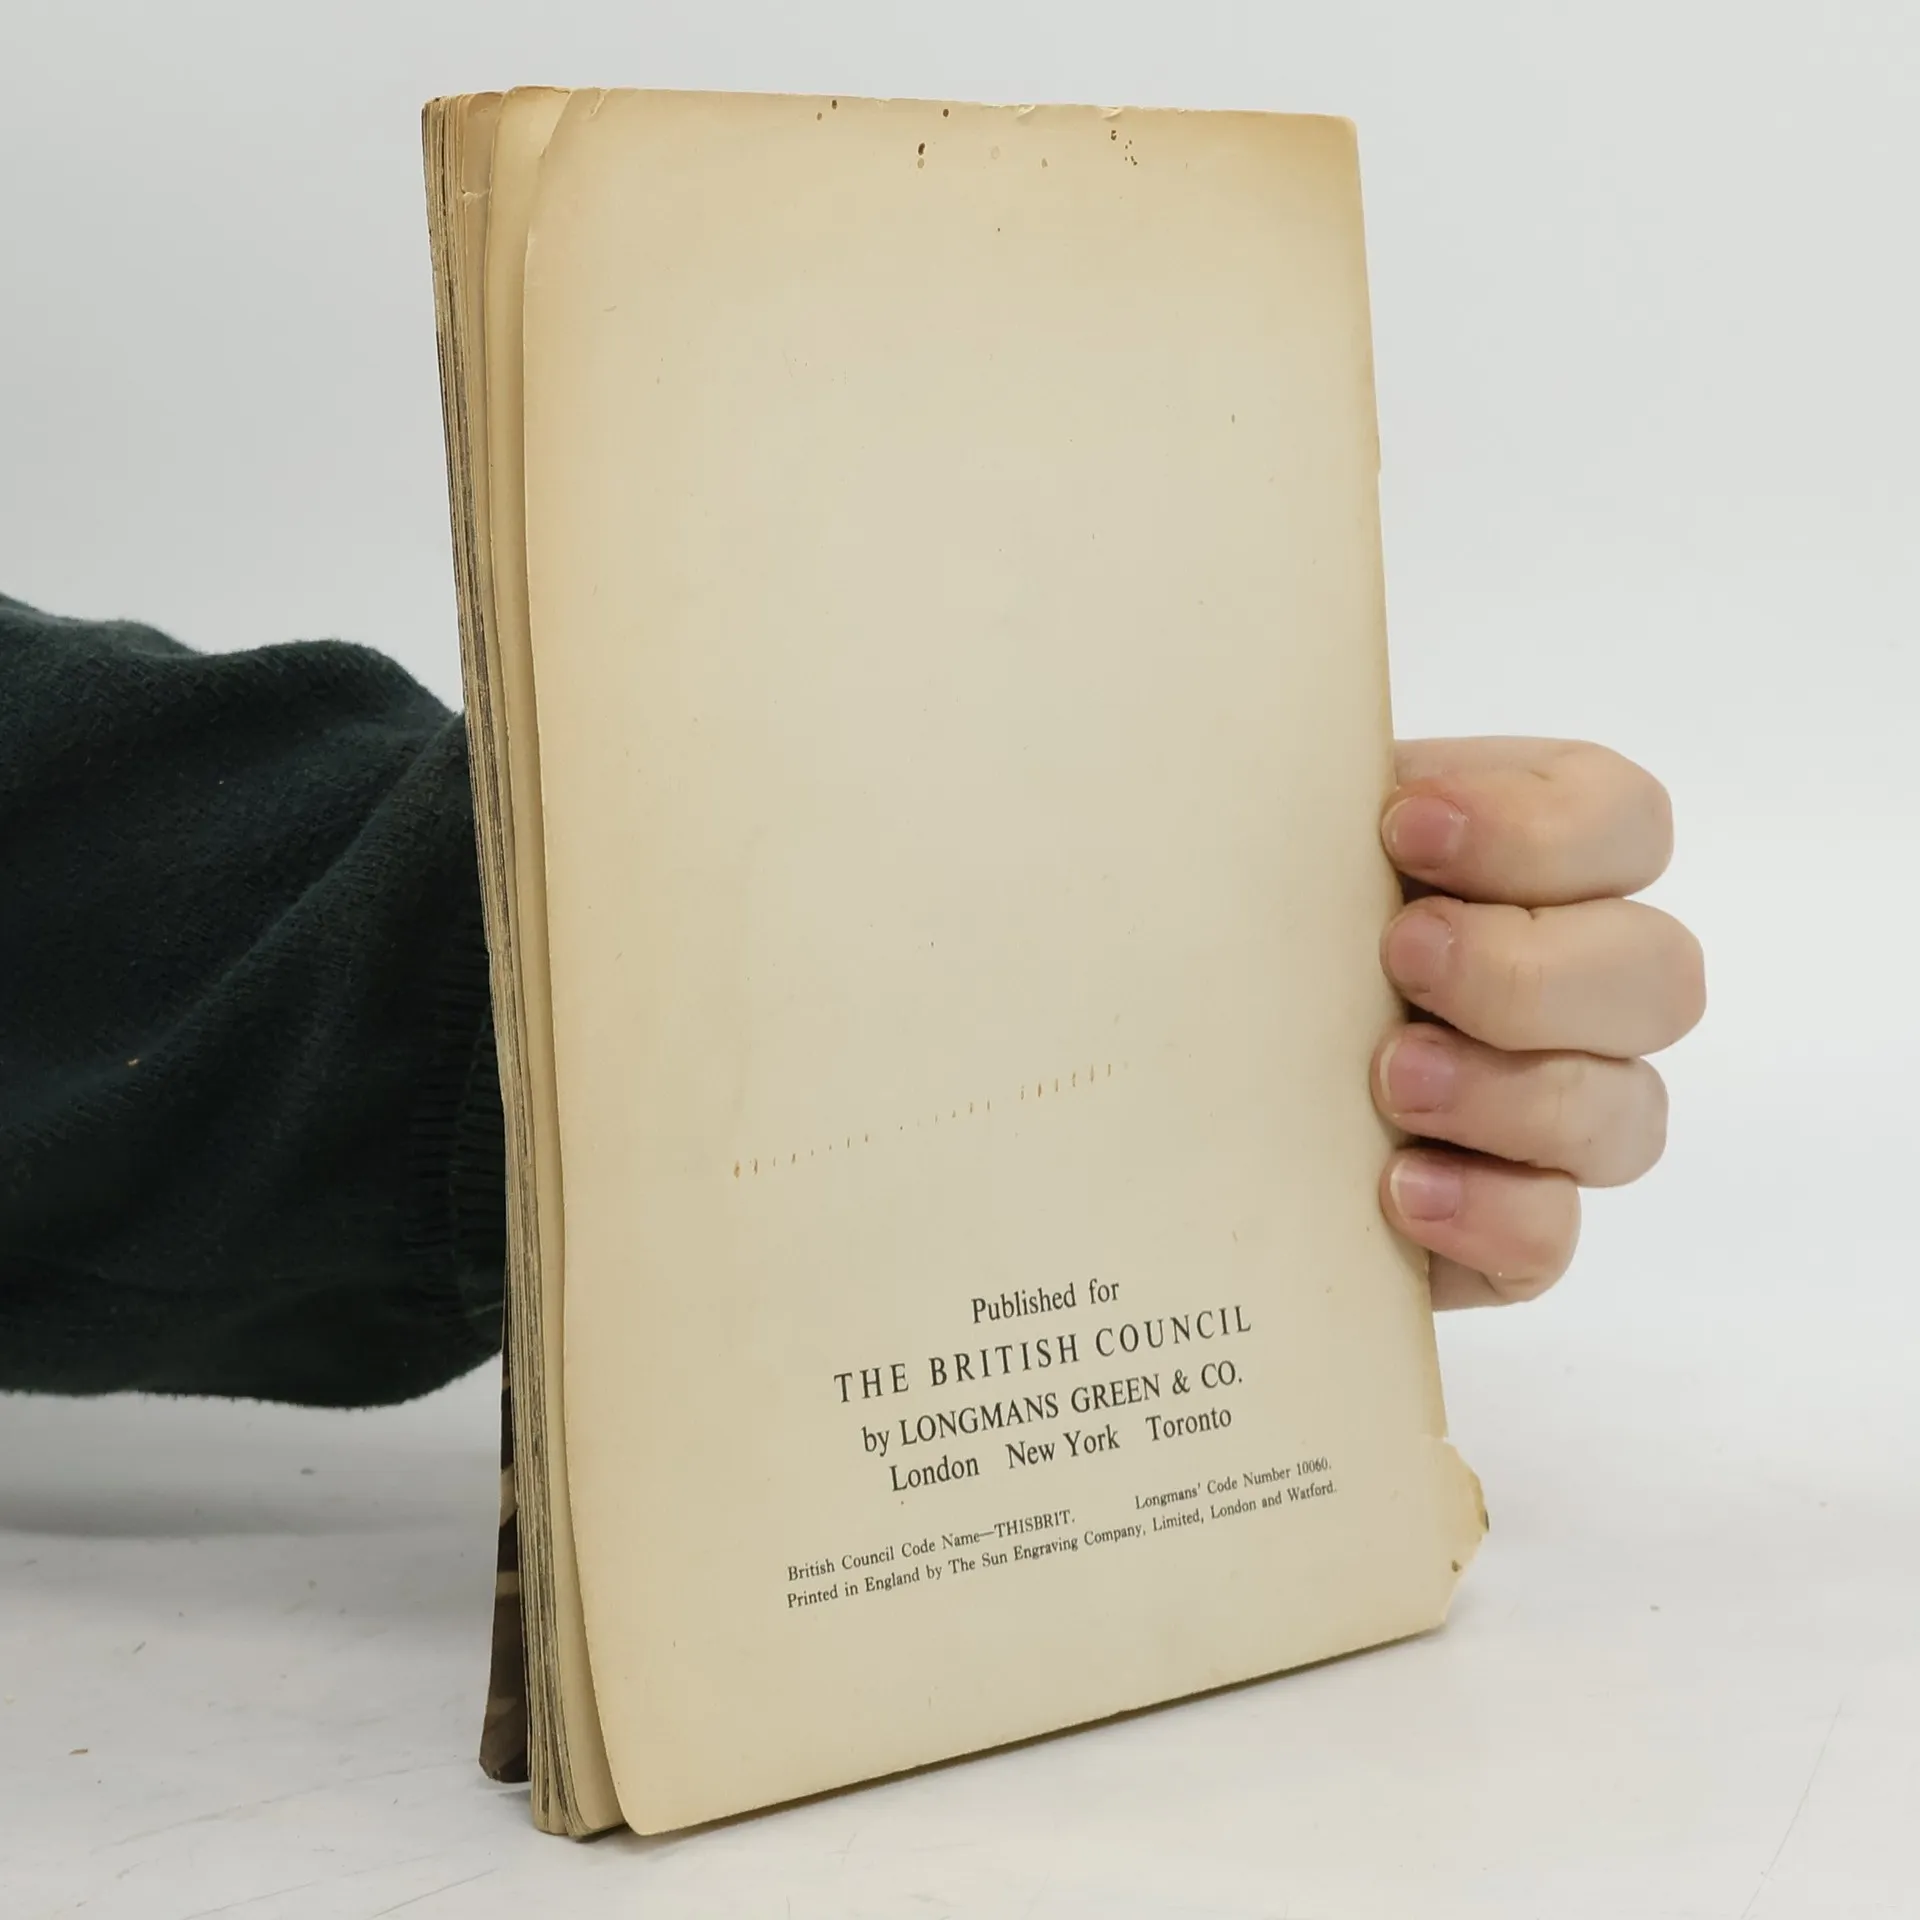 Published for
THE BRITISH COUNCIL
by LONGMANS GREEN & CO.
London New York Toronto
Longmans' Code Number 10060.
British Council Code Name—THISBRIT.
Printed in England by The Sun Engraving Company, Limited, London and Watford.